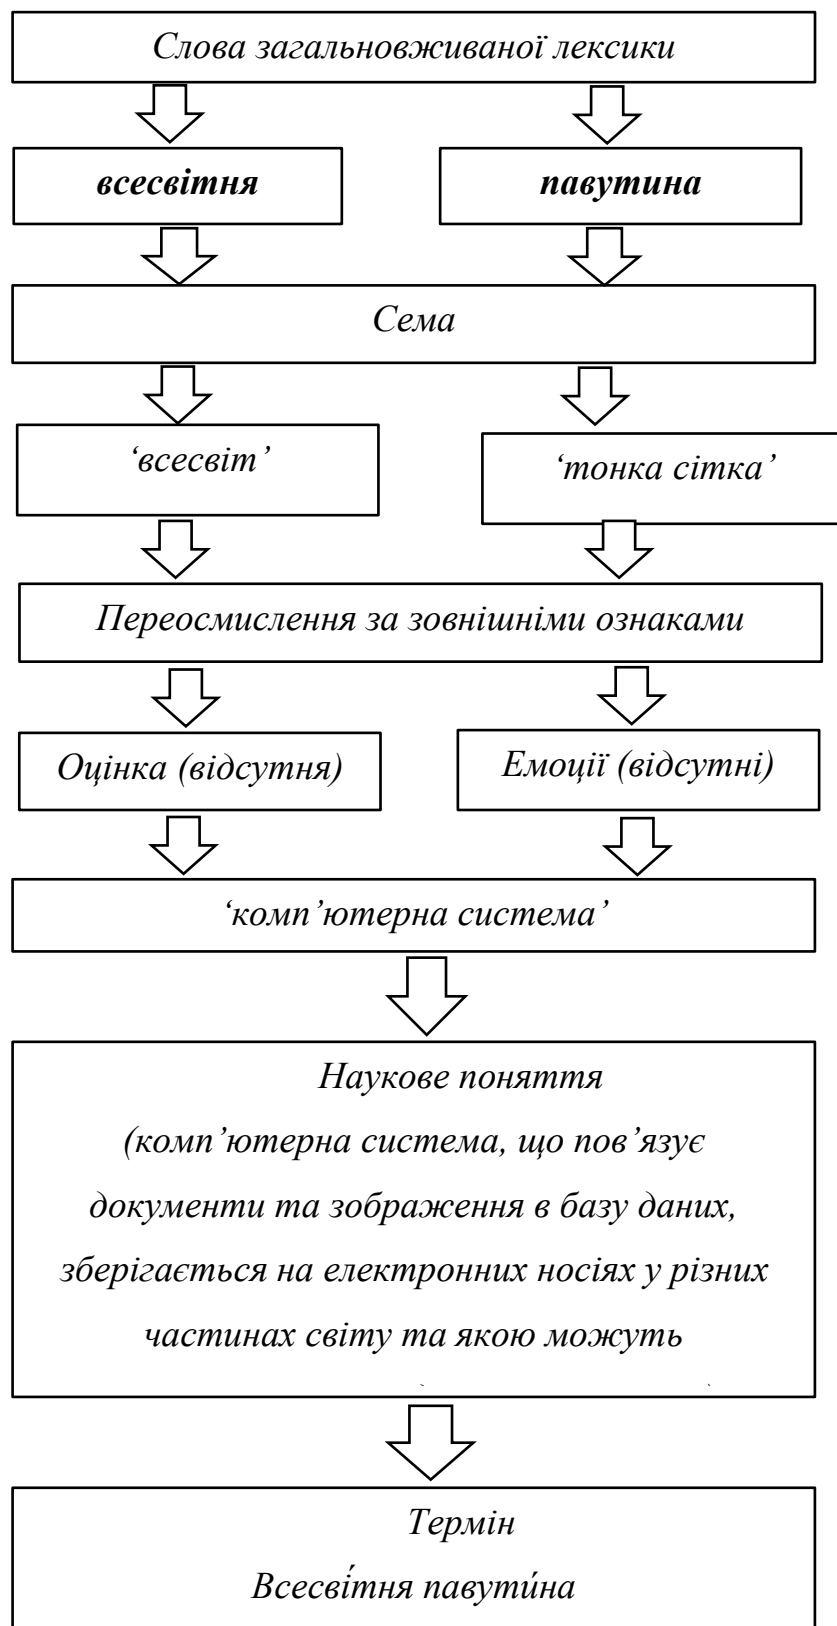 Слова загальновживаної лексики
всесвітня павутина
Сема
‘всесвіт’ ‘тонка сітка’
Переосмислення за зовнішніми ознаками
Оцінка (відсутня) Емоції (відсутні)
‘комп’ютерна система’
Наукове поняття
(комп’ютерна система, що пов’язує
документи та зображення в базу даних,
зберігається на електронних носіях у різних
частинах світу та якою можуть
Термін
Всесві́тня павути́на